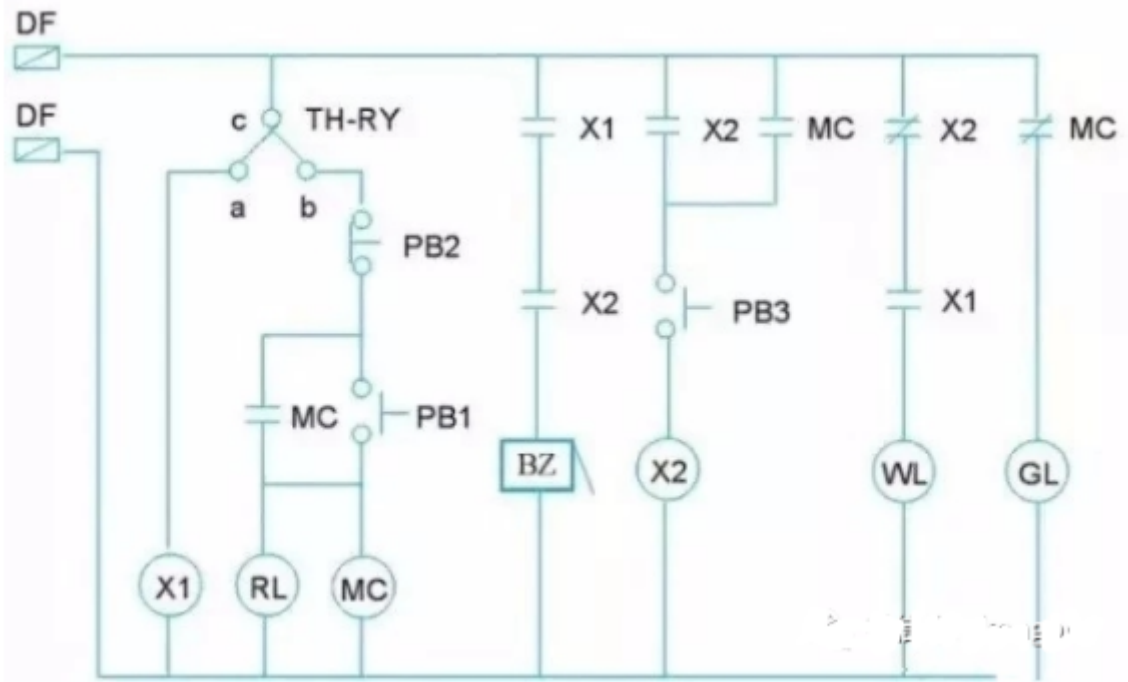 DF
DF
c TH-RY
a b
PB2
MC PB1
X1 RL MC
X1
X2
BZ
X2 MC
PB3
X2
X2
X1
WL
MC
GL